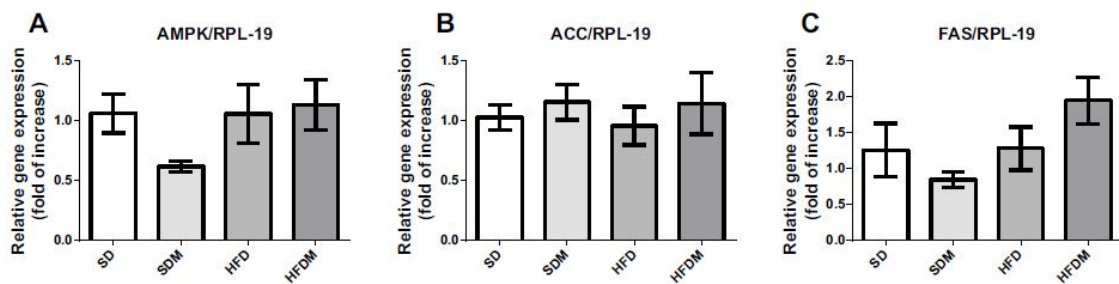 A
AMPK/RPL-19
Relative gene expression
(fold of increase)
1.5
1.0
0.5
0.0
SD
SDM
HFD
HFDM
B
ACC/RPL-19
Relative gene expression
(fold of increase)
1.5
1.0
0.5
0.0
SD
SDM
HFD
HFDM
C
FAS/RPL-19
Relative gene expression
(fold of increase)
2.5
2.0
1.5
1.0
0.5
0.0
SD
SDM
HFD
HFDM